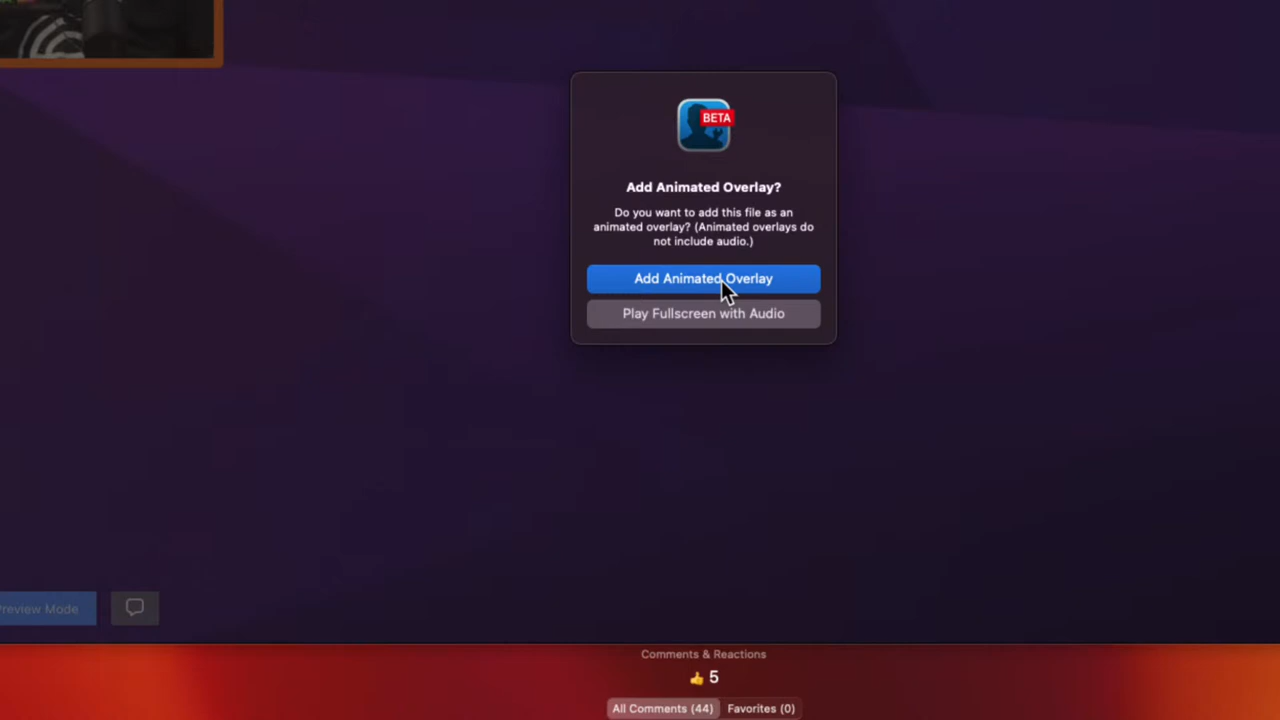 BETA
Add Animated Overlay?
Do you want to add this file as an
animated overlay? (Animated overlays do
not include audio.)
Add Animated Overlay
Play Fullscreen with Audio
Preview Mode
Comments & Reactions
👍 5
All Comments (44) Favorites (0)